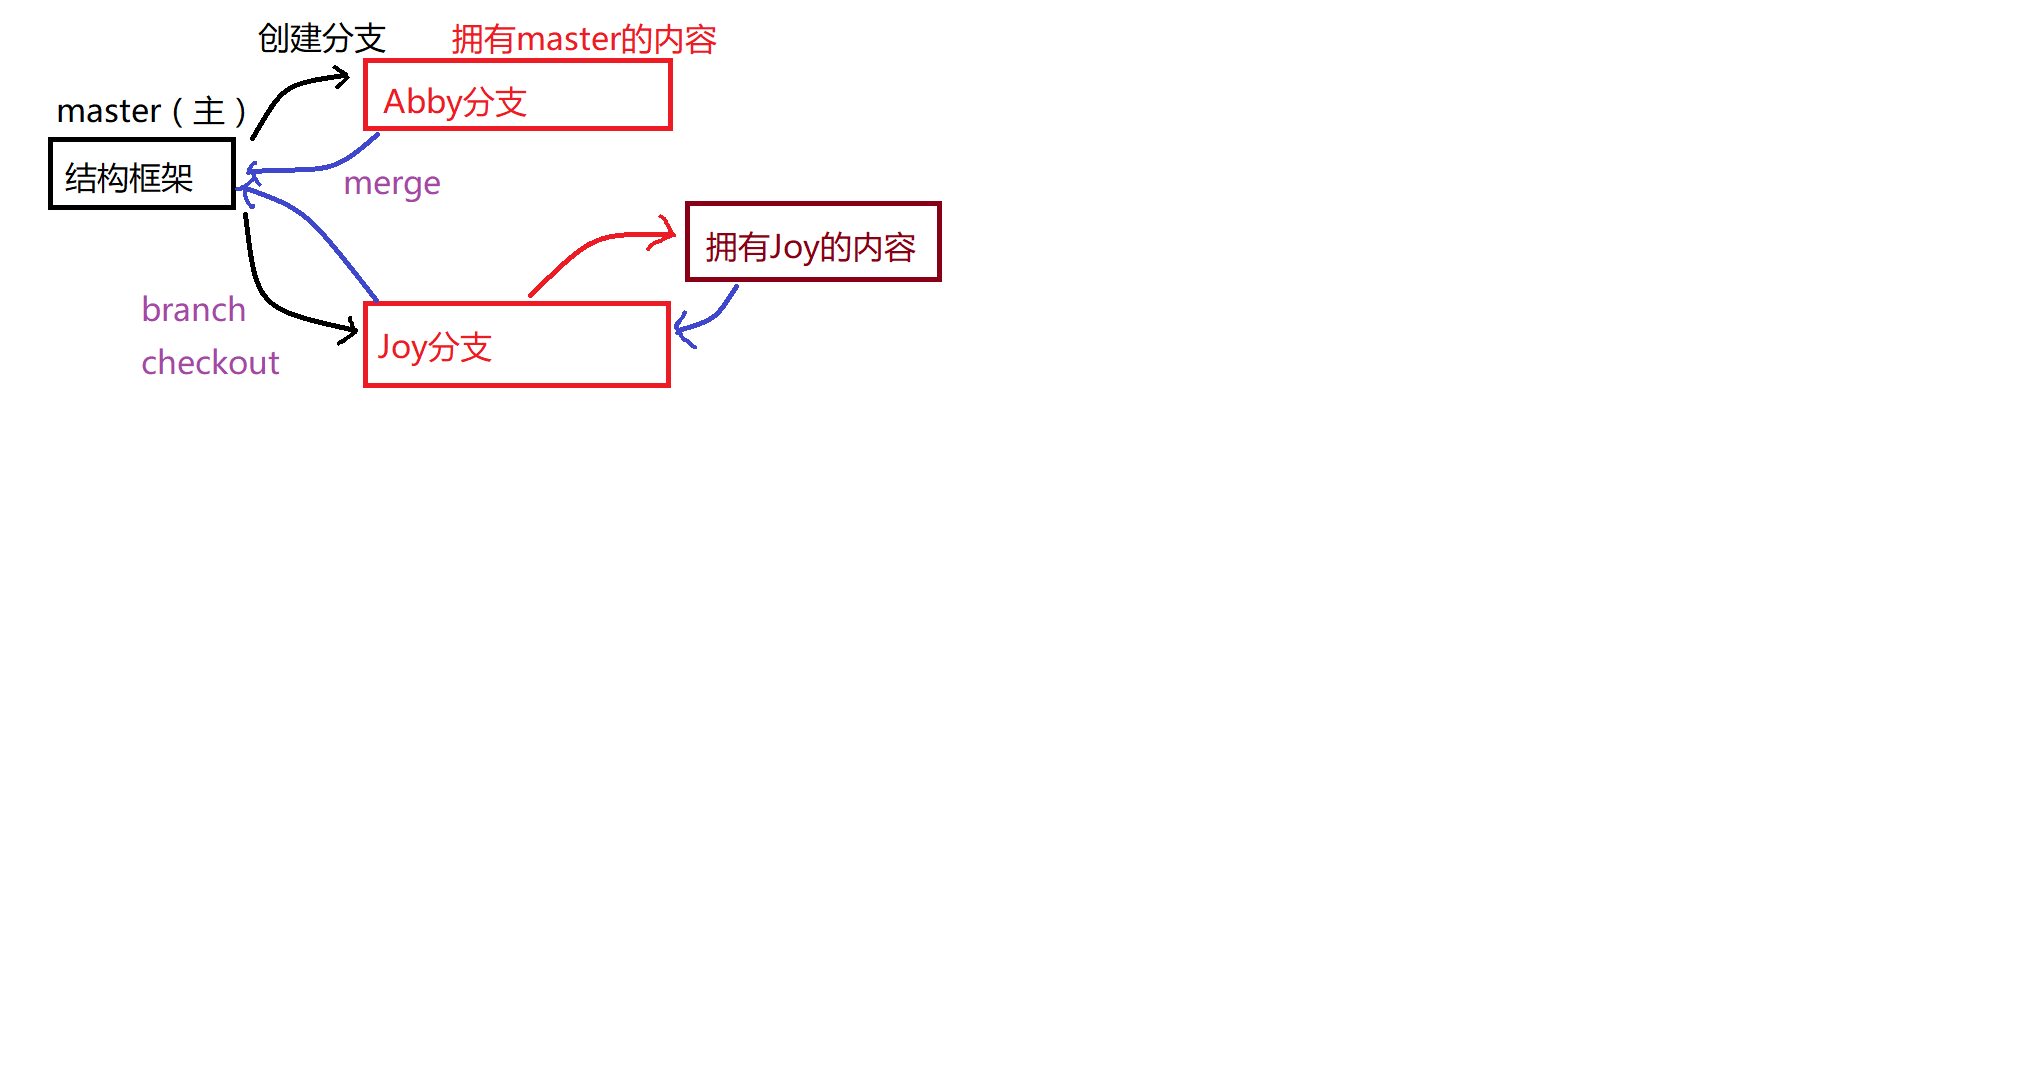 创建分支
拥有master的内容
Abby分支
master（主）
结构框架
merge
拥有Joy的内容
branch
checkout
Joy分支